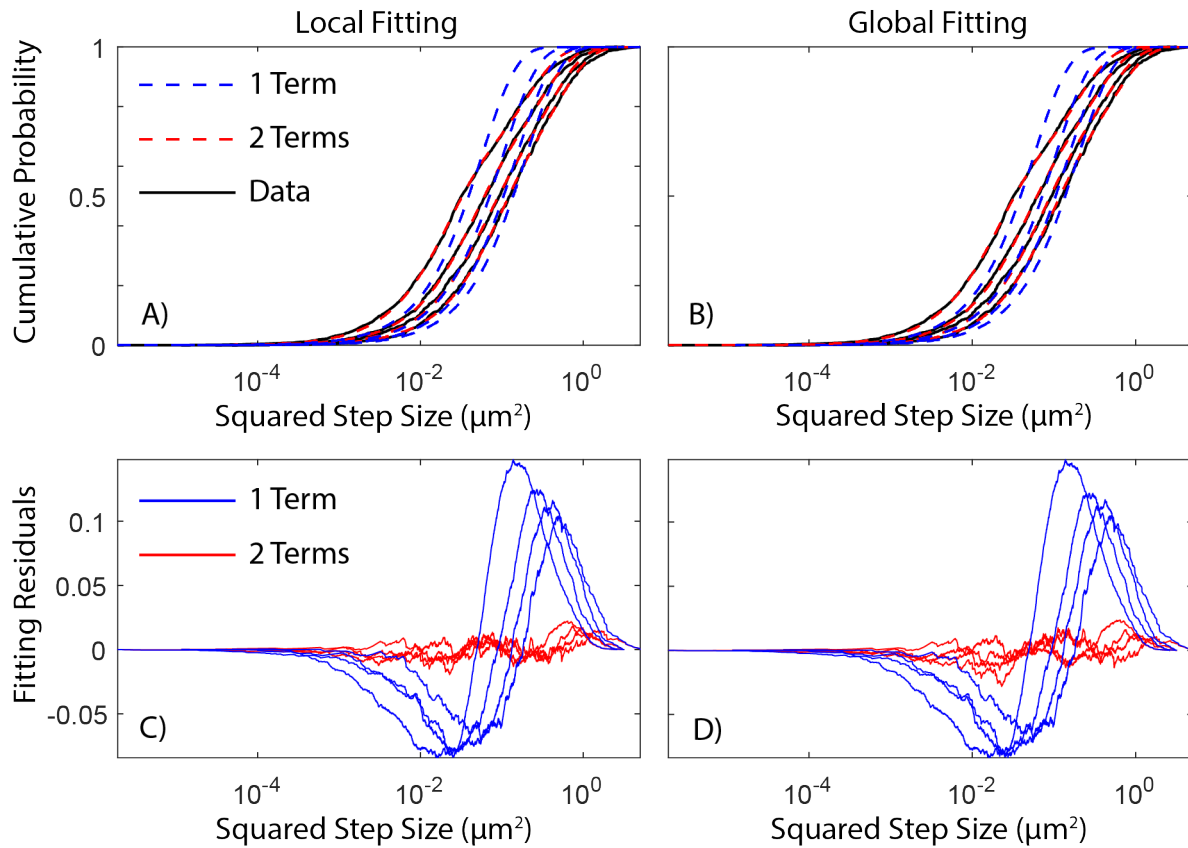 Local Fitting
Global Fitting
Cumulative Probability
1
0.5
0
1 Term
2 Terms
Data
A)
10⁻⁴
10⁻²
10⁰
Squared Step Size (μm²)
B)
10⁻⁴
10⁻²
10⁰
Squared Step Size (μm²)
Fitting Residuals
0.1
0.05
0
-0.05
1 Term
2 Terms
C)
10⁻⁴
10⁻²
10⁰
Squared Step Size (μm²)
D)
10⁻⁴
10⁻²
10⁰
Squared Step Size (μm²)